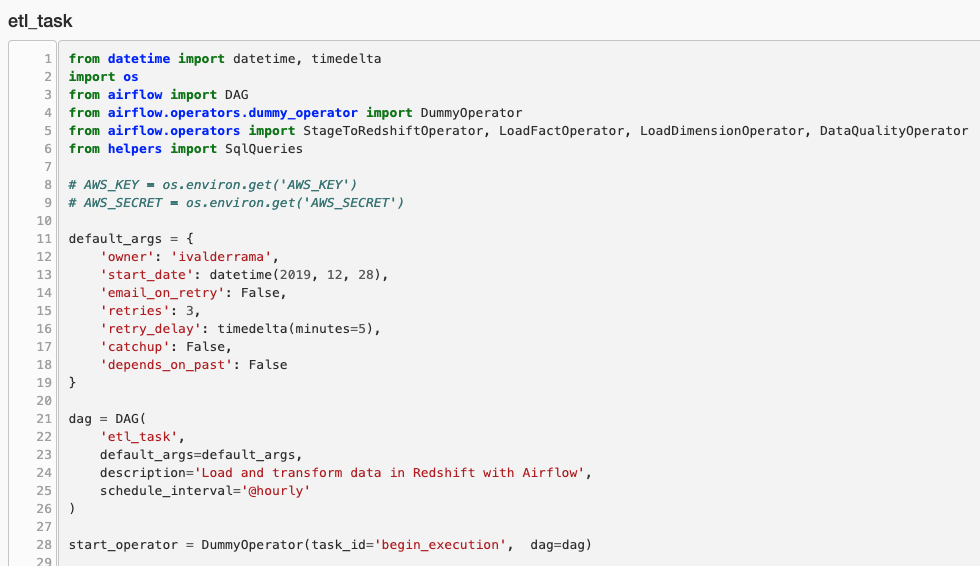 etl_task
1 from datetime import datetime, timedelta
2 import os
3 from airflow import DAG
4 from airflow.operators.dummy_operator import DummyOperator
5 from airflow.operators import StageToRedshiftOperator, LoadFactOperator, LoadDimensionOperator, DataQualityOperator
6 from helpers import SqlQueries
7
8 # AWS_KEY = os.environ.get('AWS_KEY')
9 # AWS_SECRET = os.environ.get('AWS_SECRET')
10
11 default_args = {
12     'owner': 'ivalderrama',
13     'start_date': datetime(2019, 12, 28),
14     'email_on_retry': False,
15     'retries': 3,
16     'retry_delay': timedelta(minutes=5),
17     'catchup': False,
18     'depends_on_past': False
19 }
20
21 dag = DAG(
22     'etl_task',
23     default_args=default_args,
24     description='Load and transform data in Redshift with Airflow',
25     schedule_interval='@hourly'
26 )
27
28 start_operator = DummyOperator(task_id='begin_execution',  dag=dag)
29